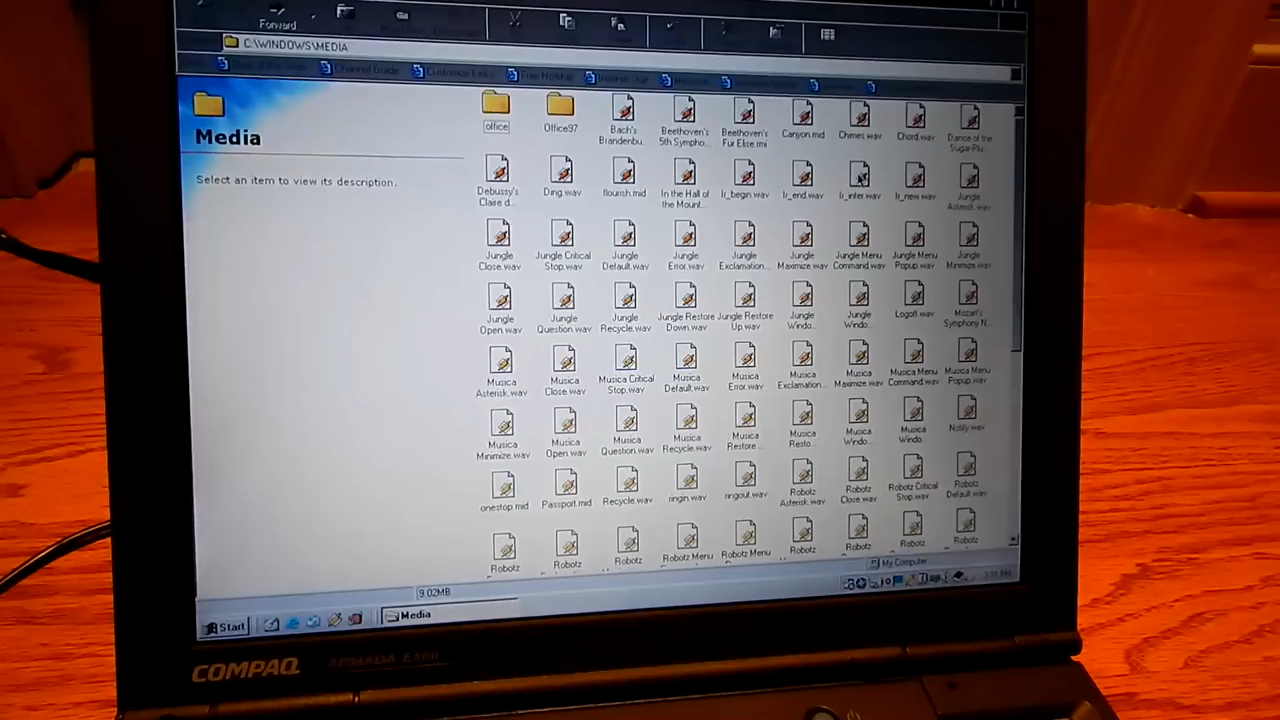 Forward
C:\WINDOWS\MEDIA
Channel Guide
Customize Links
Media
Select an item to view its description.
office
Office97
Bach's
Brandenbu...
Beethoven's
5th Sympho...
Beethoven's
Fur Elise.rmi
Canyon.mid
Chimes.wav
Chord.wav
Dance of the
Sugar Plu...
Debussy's
Claire d...
Ding.wav
flourish.mid
In the Hall of
the Mount...
Ir_begin.wav
Ir_end.wav
Ir_inter.wav
Ir_new.wav
Jungle
Asterisk.wav
Jungle
Close.wav
Jungle Critical
Stop.wav
Jungle
Default.wav
Jungle
Error.wav
Jungle
Exclamation...
Jungle
Maximize.wav
Jungle Menu
Command.wav
Jungle Menu
Popup.wav
Jungle
Minimize.wav
Jungle
Open.wav
Jungle
Question.wav
Jungle
Recycle.wav
Jungle Restore
Down.wav
Jungle Restore
Up.wav
Jungle
Windo...
Jungle
Windo...
Logoff.wav
Mozart's
Symphony N...
Musica
Asterisk.wav
Musica
Close.wav
Musica Critical
Stop.wav
Musica
Default.wav
Musica
Error.wav
Musica
Exclamation...
Musica
Maximize.wav
Musica Menu
Command.wav
Musica Menu
Popup.wav
Musica
Minimize.wav
Musica
Open.wav
Musica
Question.wav
Musica
Recycle.wav
Musica
Restore...
Musica
Resto...
Musica
Windo...
Musica
Windo...
Notify.wav
onestop.mid
Passport.mid
Recycle.wav
ringin.wav
ringout.wav
Robotz
Asterisk.wav
Robotz
Close.wav
Robotz Critical
Stop.wav
Robotz
Default.wav
Robotz
Robotz
Robotz
Robotz Menu
Robotz Menu
Robotz
Robotz
Robotz
Robotz
9.02MB
My Computer
Start
Media
COMPAQ
ARMADA E500